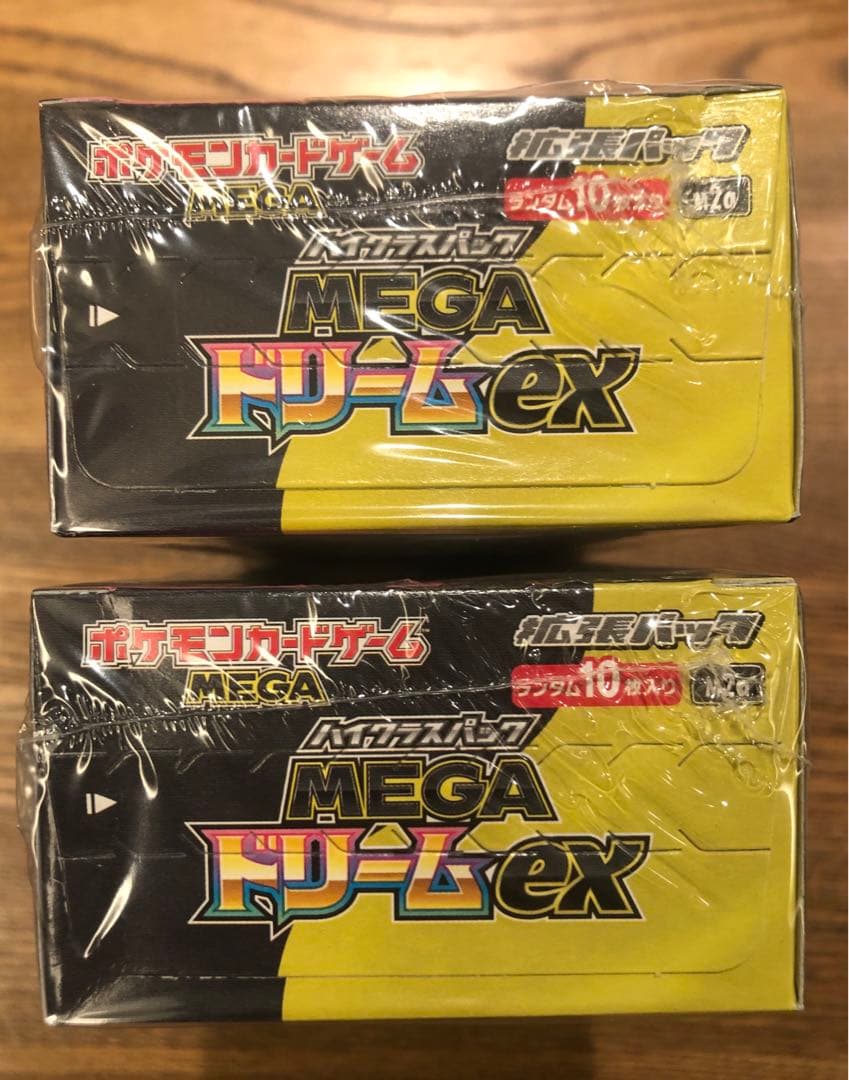 ポケモンカードゲーム
MEGA
拡張パック
ランダム10枚入り
M2a
ハイクラスパック
MEGA
ドリームex
ポケモンカードゲーム
MEGA
拡張パック
ランダム10枚入り
M2a
ハイクラスパック
MEGA
ドリームex